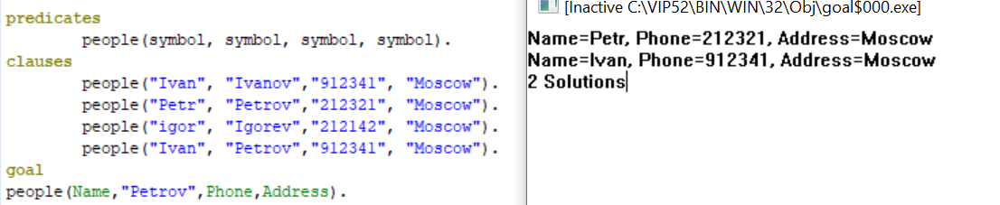 predicates
people(symbol, symbol, symbol, symbol).
clauses
people("Ivan", "Ivanov","912341", "Moscow").
people("Petr", "Petrov","212321", "Moscow").
people("igor", "Igorev","212142", "Moscow").
people("Ivan", "Petrov","912341", "Moscow").
goal
people(Name,"Petrov",Phone,Address).
[Inactive C:\VIP52\BIN\WIN\32\Obj\goal$000.exe]
Name=Petr, Phone=212321, Address=Moscow
Name=Ivan, Phone=912341, Address=Moscow
2 Solutions